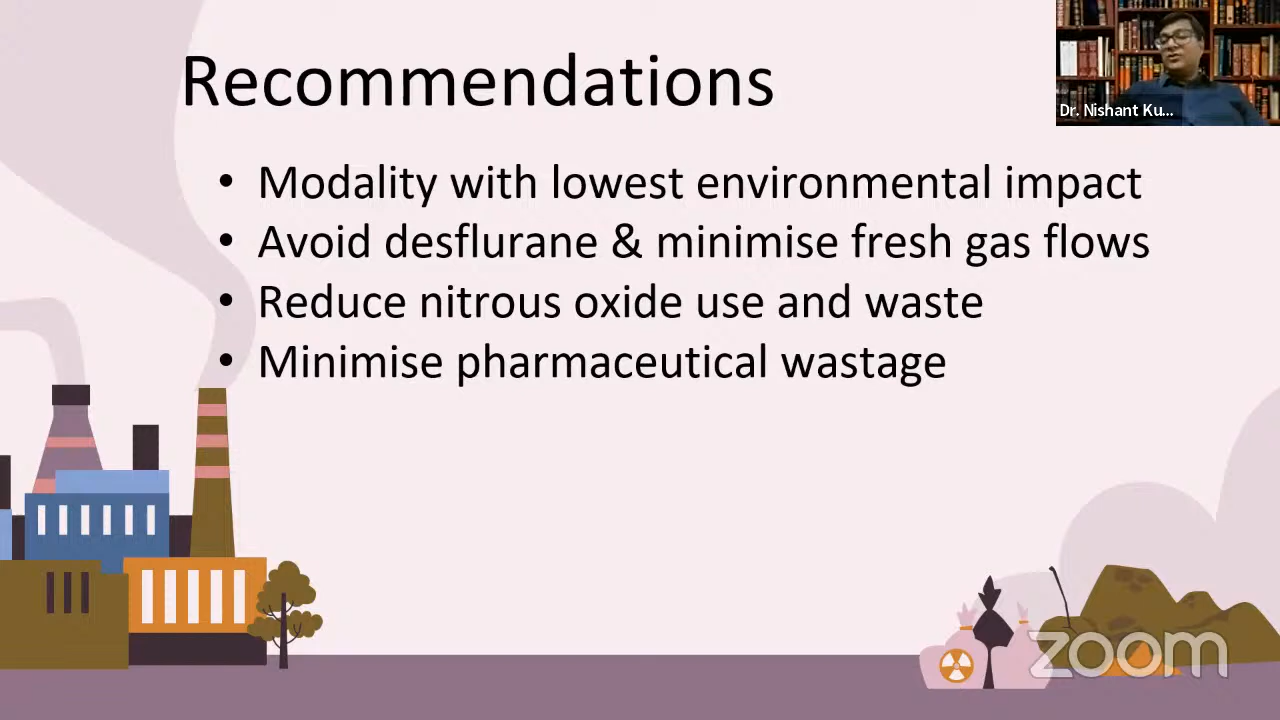 Recommendations
Dr. Nishant Ku...
• Modality with lowest environmental impact
• Avoid desflurane & minimise fresh gas flows
• Reduce nitrous oxide use and waste
• Minimise pharmaceutical wastage
zoom